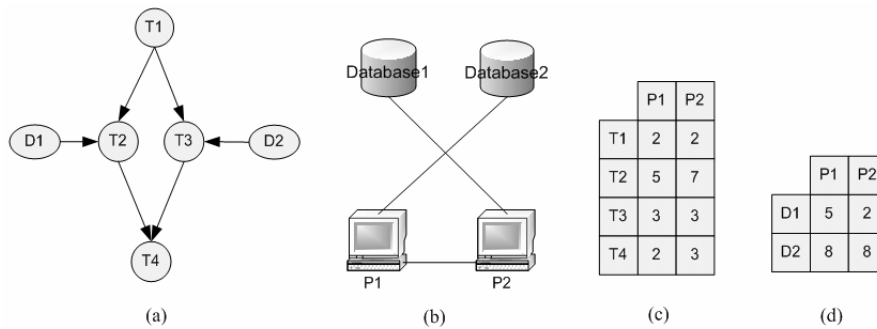 T1
D1
T2
T3
D2
T4
(a)
Database1
Database2
P1
P2
(b)
P1 P2
T1 2 2
T2 5 7
T3 3 3
T4 2 3
(c)
P1 P2
D1 5 2
D2 8 8
(d)